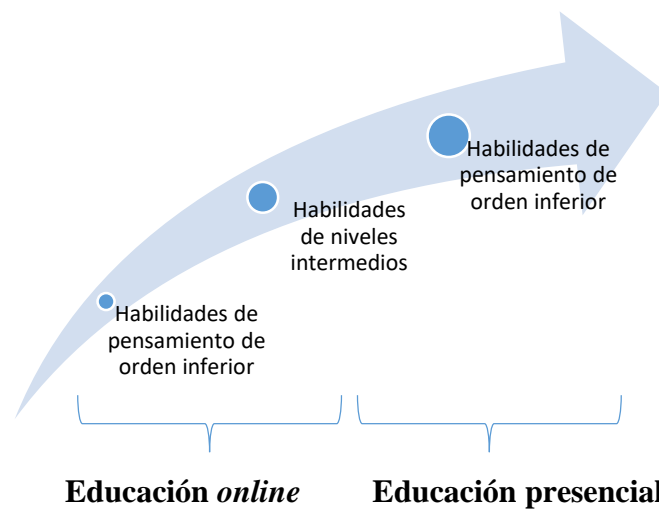 Habilidades de
pensamiento de
orden inferior
Habilidades
de niveles
intermedios
Habilidades de
pensamiento de
orden inferior
Educación online
Educación presencial